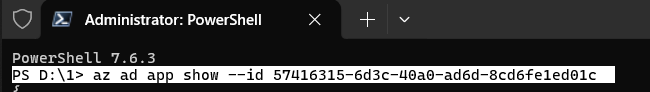 Administrator: PowerShell
PowerShell 7.6.3
PS D:\1> az ad app show --id 57416315-6d3c-40a0-ad6d-8cd6fe1ed01c
{